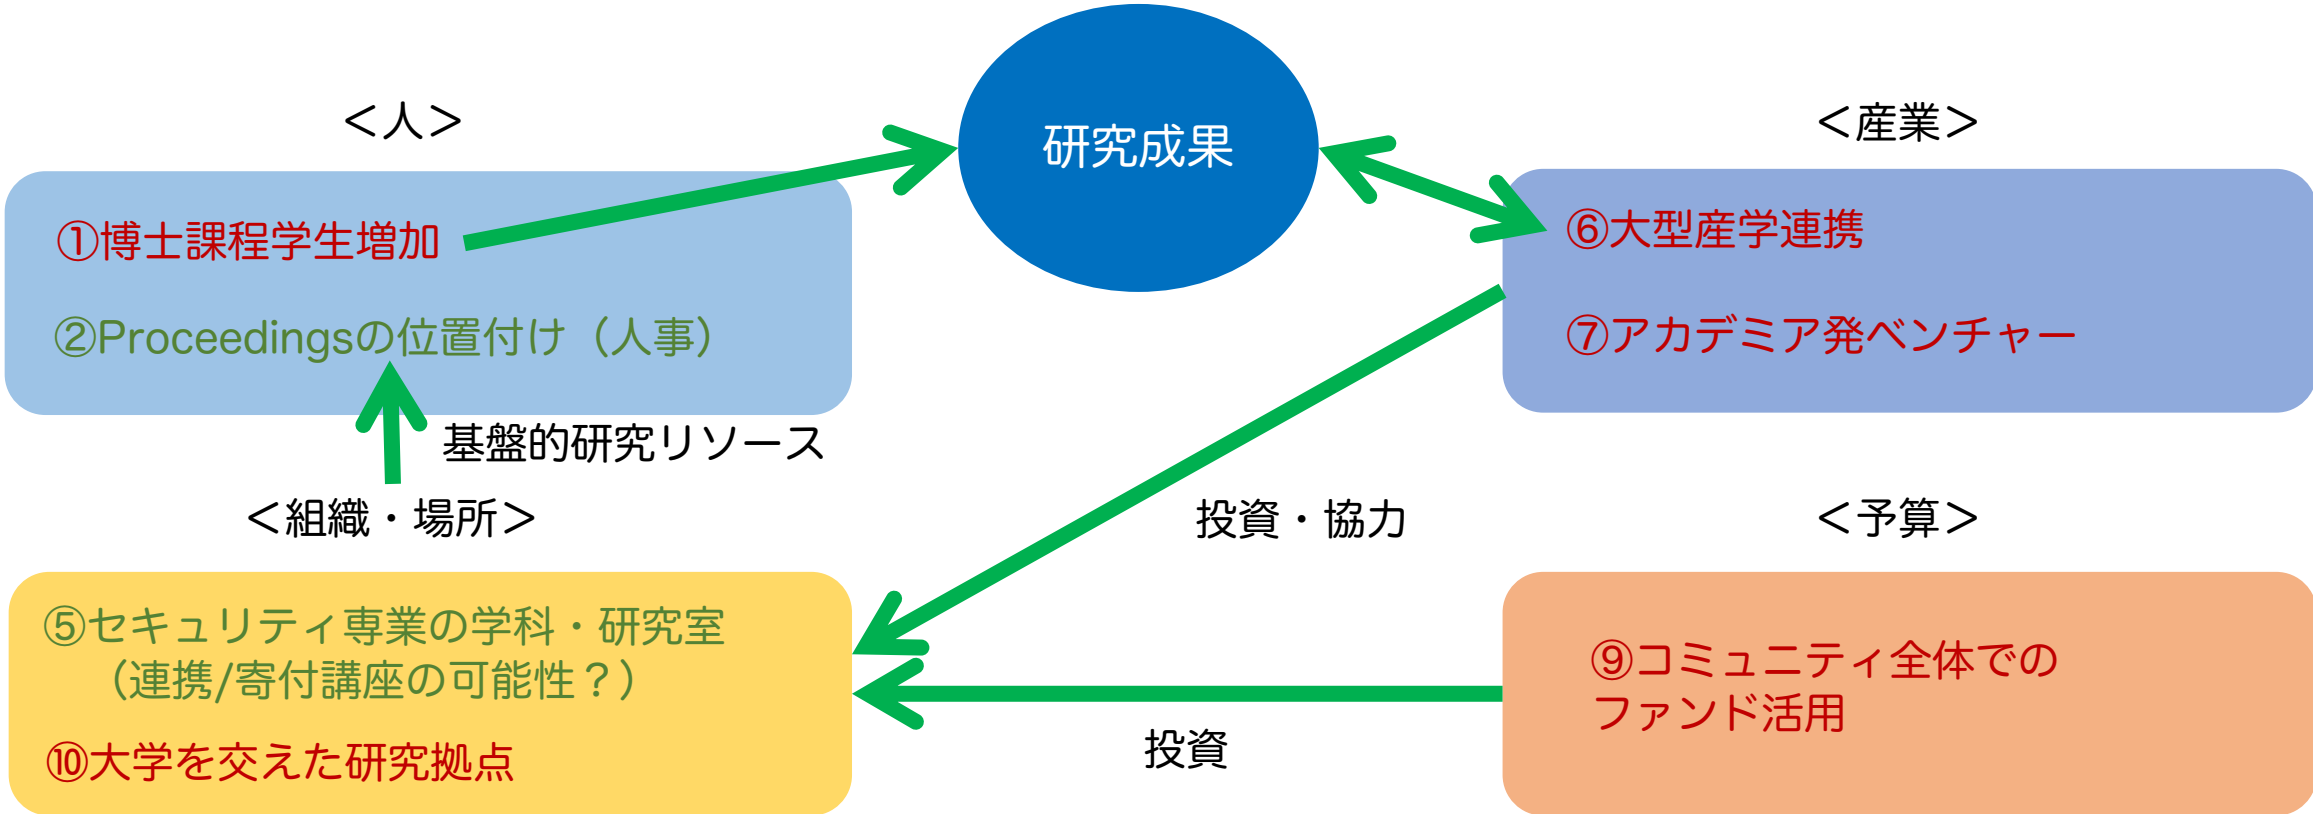 研究成果
＜人＞
①博士課程学生増加
②Proceedingsの位置付け（人事）
基盤的研究リソース
＜組織・場所＞
⑤セキュリティ専業の学科・研究室
（連携/寄付講座の可能性？）
⑩大学を交えた研究拠点
＜産業＞
⑥大型産学連携
⑦アカデミア発ベンチャー
投資・協力
＜予算＞
⑨コミュニティ全体での
ファンド活用
投資